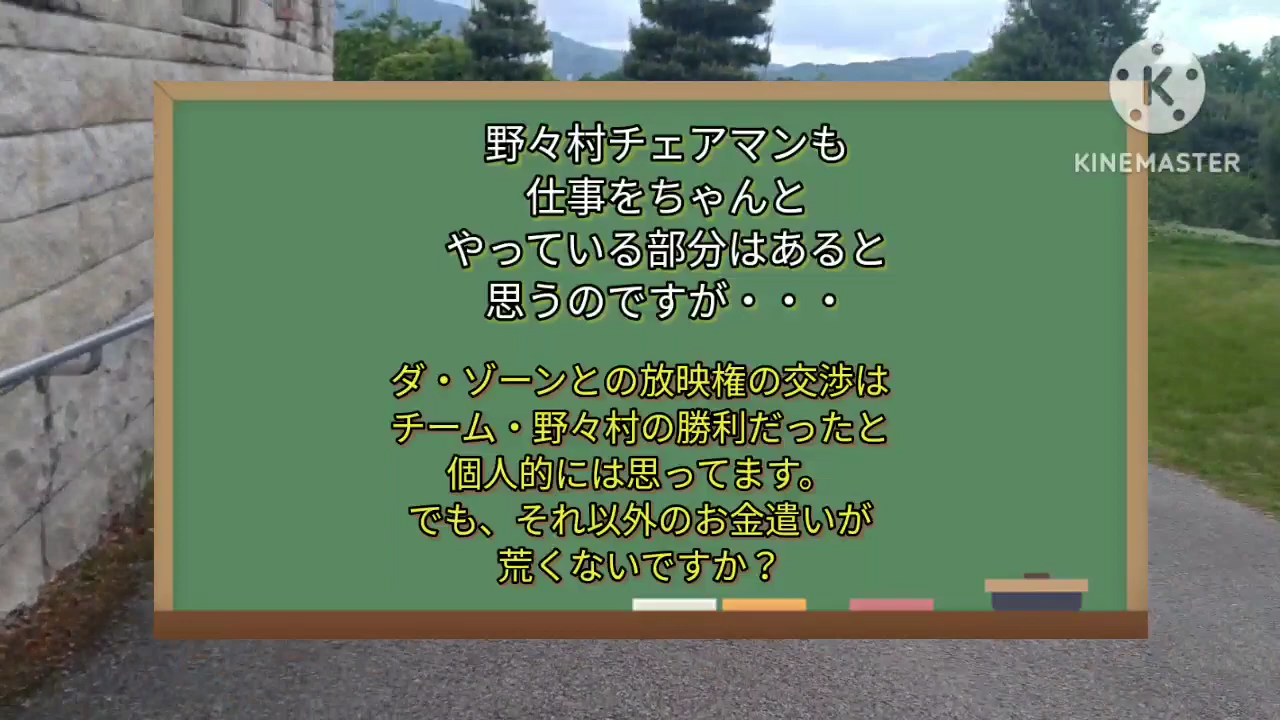 野々村チェアマンも
仕事をちゃんと
やっている部分はあると
思うのですが・・・
ダ・ゾーンとの放映権の交渉は
チーム・野々村の勝利だったと
個人的には思ってます。
でも、それ以外のお金遣いが
荒くないですか？
K
KINEMASTER